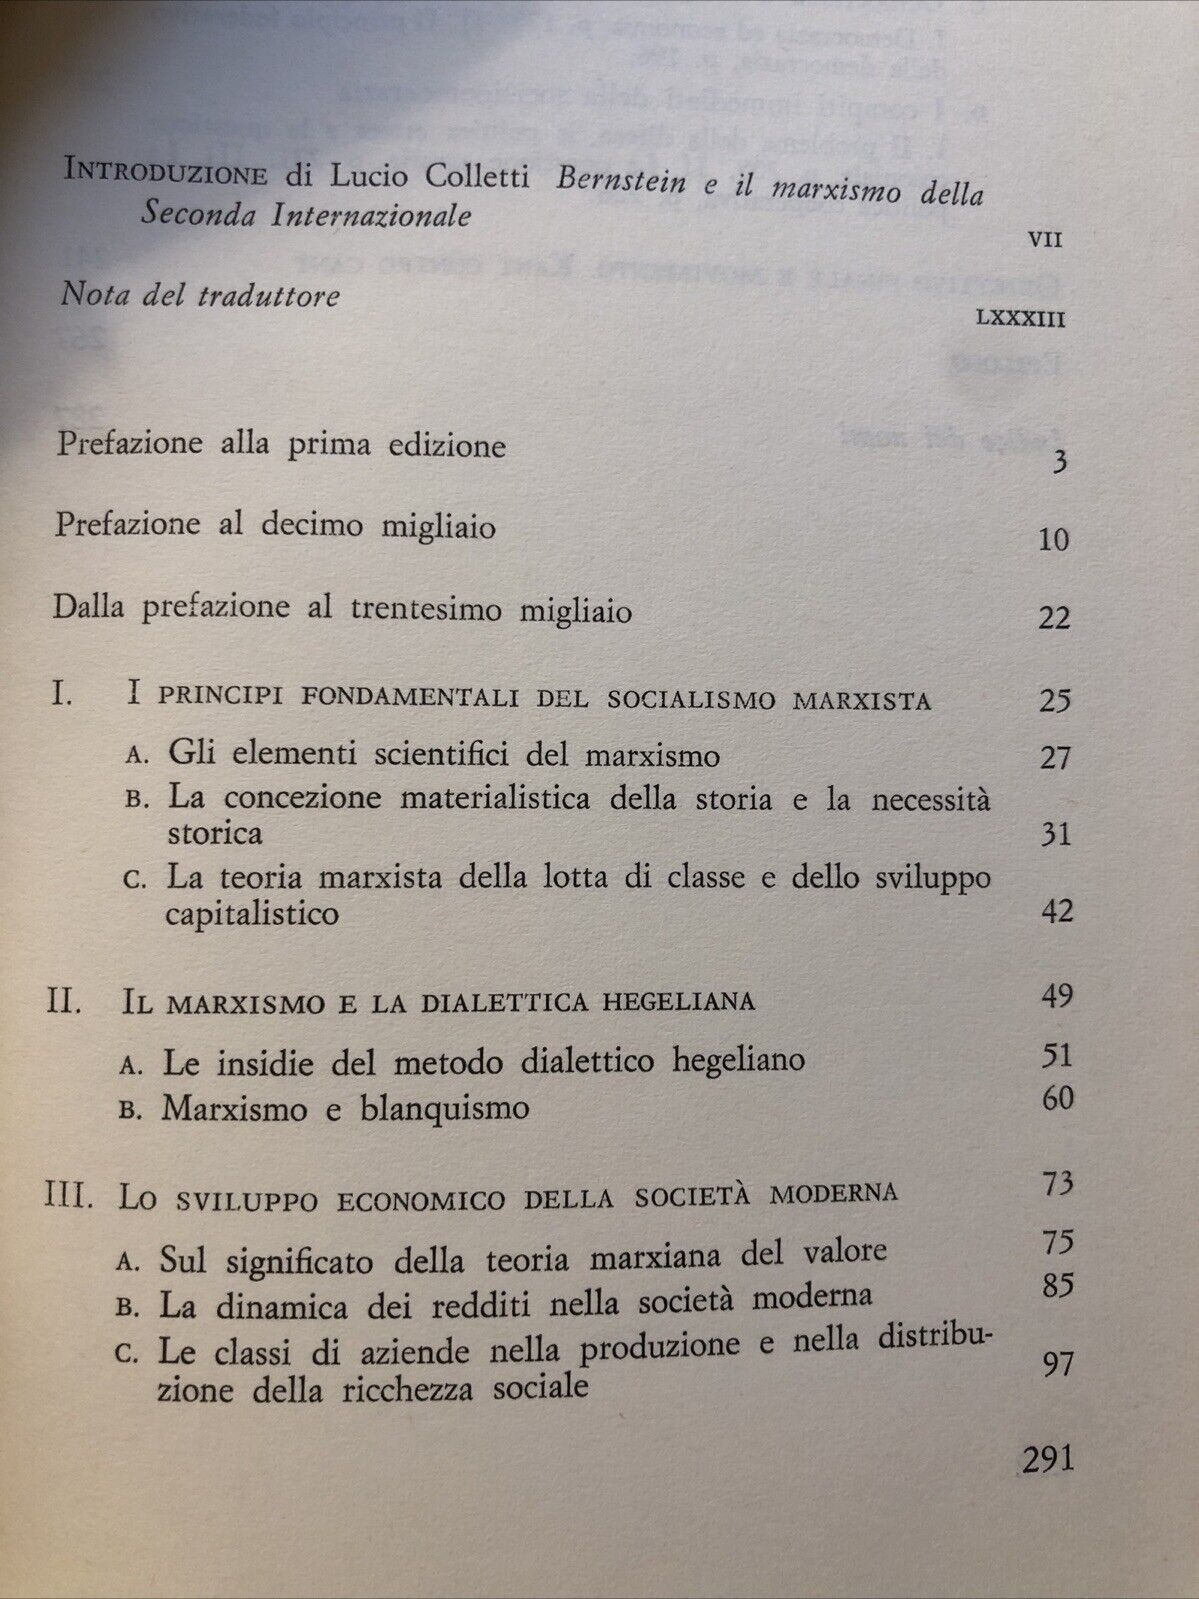 INTRODUZIONE di Lucio Colletti Bernstein e il marxismo della
Seconda Internazionale VII
Nota del traduttore LXXXIII
Prefazione alla prima edizione 3
Prefazione al decimo migliaio 10
Dalla prefazione al trentesimo migliaio 22
I. I PRINCIPI FONDAMENTALI DEL SOCIALISMO MARXISTA 25
A. Gli elementi scientifici del marxismo 27
B. La concezione materialistica della storia e la necessità
storica 31
C. La teoria marxista della lotta di classe e dello sviluppo
capitalistico 42
II. IL MARXISMO E LA DIALETTICA HEGELIANA 49
A. Le insidie del metodo dialettico hegeliano 51
B. Marxismo e blanquismo 60
III. LO SVILUPPO ECONOMICO DELLA SOCIETÀ MODERNA 73
A. Sul significato della teoria marxiana del valore 75
B. La dinamica dei redditi nella società moderna 85
C. Le classi di aziende nella produzione e nella distribu-
zione della ricchezza sociale 97
291